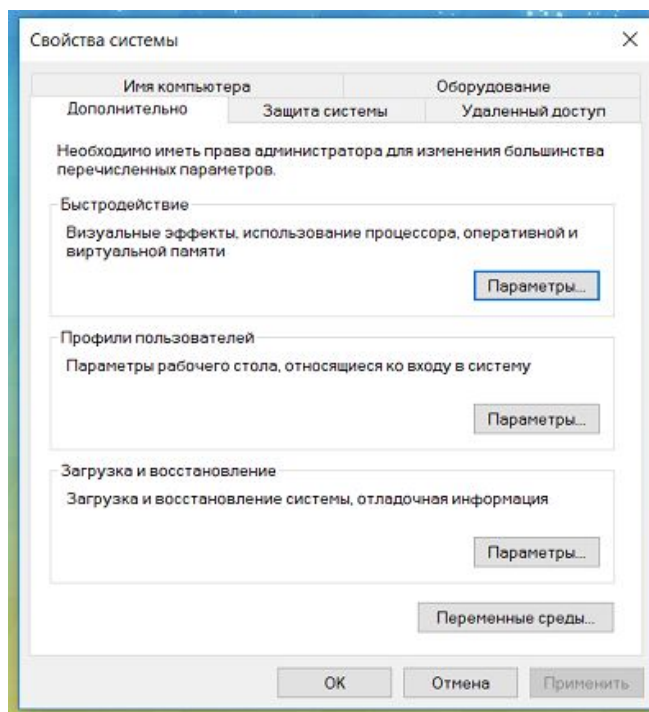 Свойства системы
Имя компьютера
Оборудование
Дополнительно
Защита системы
Удаленный доступ
Необходимо иметь права администратора для изменения большинства
перечисленных параметров.
Быстродействие
Визуальные эффекты, использование процессора, оперативной и
виртуальной памяти
Параметры...
Профили пользователей
Параметры рабочего стола, относящиеся ко входу в систему
Параметры...
Загрузка и восстановление
Загрузка и восстановление системы, отладочная информация
Параметры...
Переменные среды...
ОК
Отмена
Применить